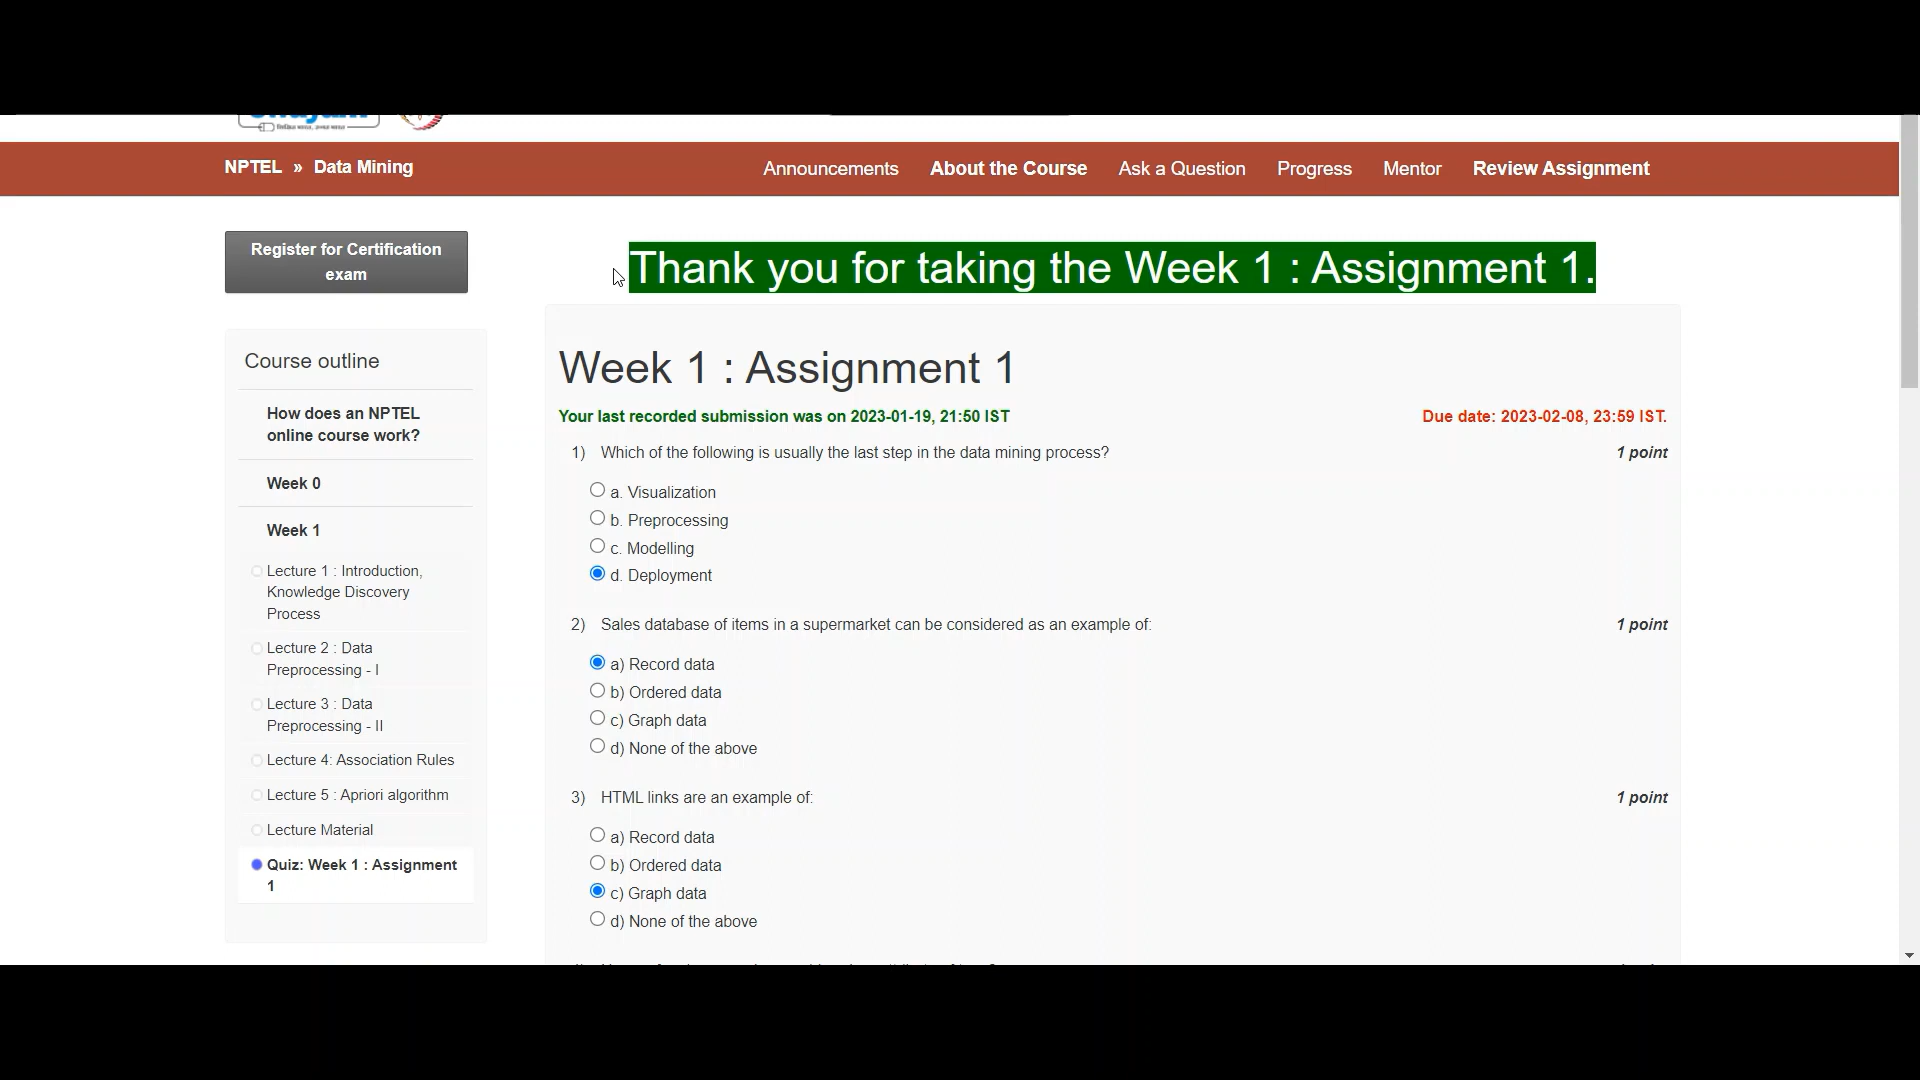 NPTEL » Data Mining
Announcements About the Course Ask a Question Progress Mentor Review Assignment
Register for Certification
exam
Course outline
How does an NPTEL
online course work?
Week 0
Week 1
Lecture 1 : Introduction,
Knowledge Discovery
Process
Lecture 2 : Data
Preprocessing - I
Lecture 3 : Data
Preprocessing - II
Lecture 4: Association Rules
Lecture 5 : Apriori algorithm
Lecture Material
Quiz: Week 1 : Assignment
1
Thank you for taking the Week 1 : Assignment 1.
Week 1 : Assignment 1
Your last recorded submission was on 2023-01-19, 21:50 IST Due date: 2023-02-08, 23:59 IST.
1) Which of the following is usually the last step in the data mining process? 1 point
a. Visualization
b. Preprocessing
c. Modelling
d. Deployment
2) Sales database of items in a supermarket can be considered as an example of: 1 point
a) Record data
b) Ordered data
c) Graph data
d) None of the above
3) HTML links are an example of: 1 point
a) Record data
b) Ordered data
c) Graph data
d) None of the above